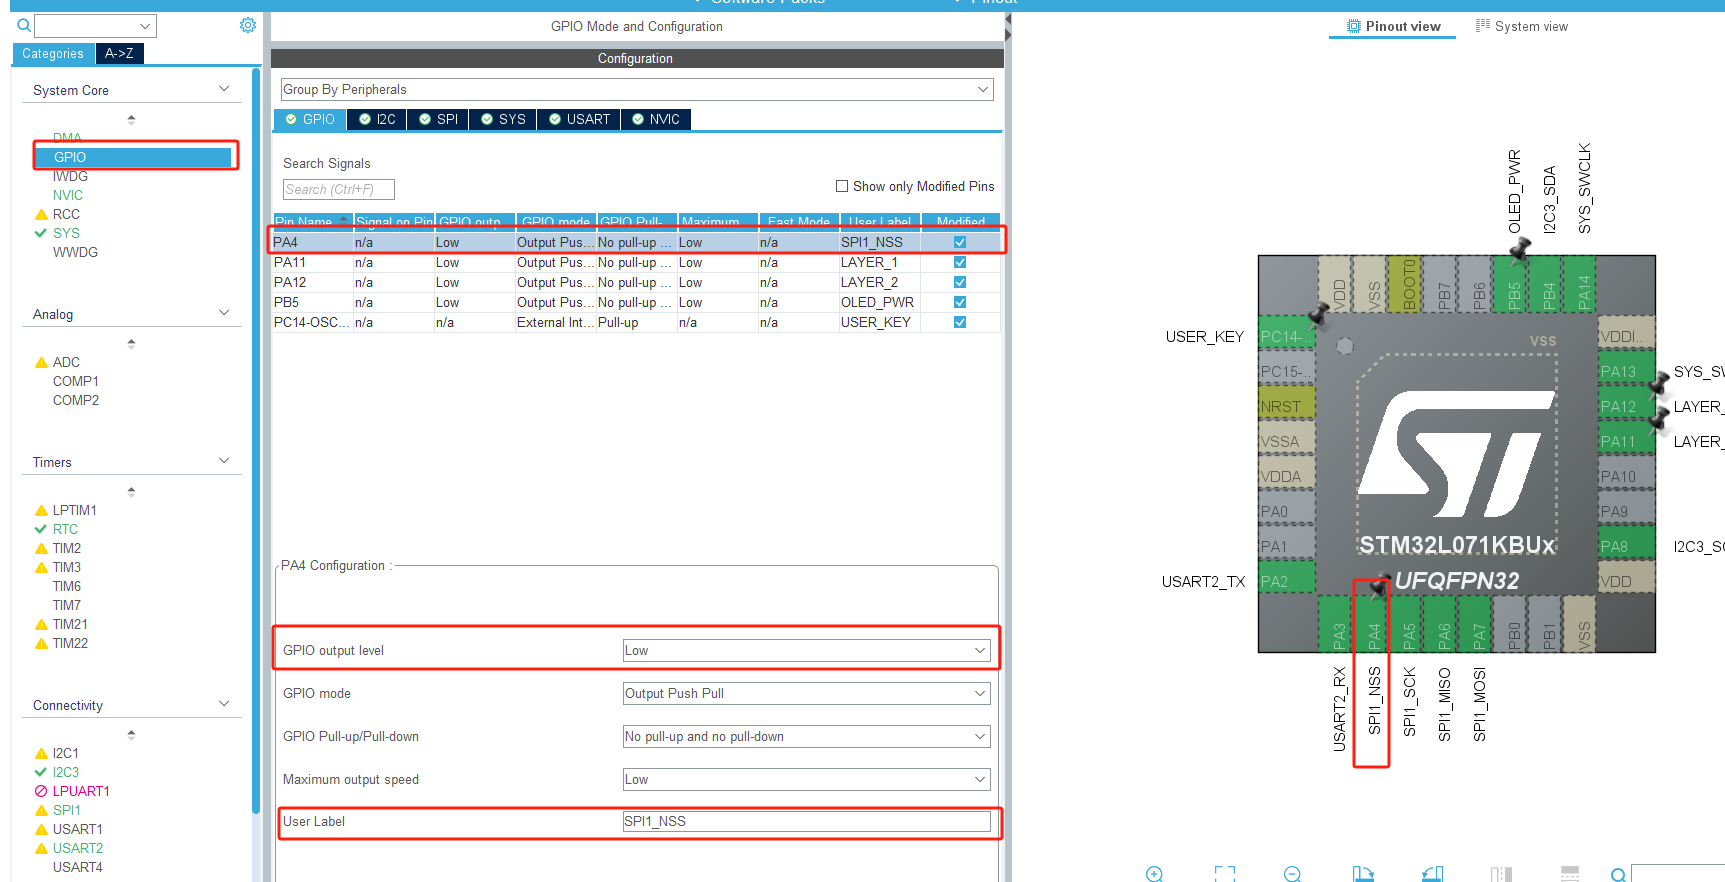 Software Packs
Pinout
Categories
A->Z
System Core
DMA
GPIO
IWDG
NVIC
RCC
SYS
WWDG
Analog
ADC
COMP1
COMP2
Timers
LPTIM1
RTC
TIM2
TIM3
TIM6
TIM7
TIM21
TIM22
Connectivity
I2C1
I2C3
LPUART1
SPI1
USART1
USART2
USART4
GPIO Mode and Configuration
Configuration
Group By Peripherals
GPIO I2C SPI SYS USART NVIC
Search Signals
Search (Ctrl+F)
Show only Modified Pins
Pin Name Signal on Pin GPIO outp... GPIO mode GPIO Pull-... Maximum... Fast Mode User Label Modified
PA4 n/a Low Output Pus... No pull-up ... Low n/a SPI1_NSS
PA11 n/a Low Output Pus... No pull-up ... Low n/a LAYER_1
PA12 n/a Low Output Pus... No pull-up ... Low n/a LAYER_2
PB5 n/a Low Output Pus... No pull-up ... Low n/a OLED_PWR
PC14-OSC... n/a n/a External Int... Pull-up n/a n/a USER_KEY
PA4 Configuration :
GPIO output level Low
GPIO mode Output Push Pull
GPIO Pull-up/Pull-down No pull-up and no pull-down
Maximum output speed Low
User Label SPI1_NSS
Pinout view
System view
OLED_PWR
I2C3_SDA
SYS_SWCLK
VDD
VSS
BOOT0
PB7
PB6
PB5
PB4
PA14
USER_KEY
PC14-...
PC15-...
NRST
VSSA
VDDA
PA0
PA1
USART2_TX
PA2
VSS
ST
STM32L071KBUx
UFQFPN32
VDDI...
PA13
SYS_SW
PA12
LAYER_
PA11
LAYER_
PA10
PA9
PA8
I2C3_SC
VDD
PA3
PA4
PA5
PA6
PA7
PB0
PB1
VSS
USART2_RX
SPI1_NSS
SPI1_SCK
SPI1_MISO
SPI1_MOSI